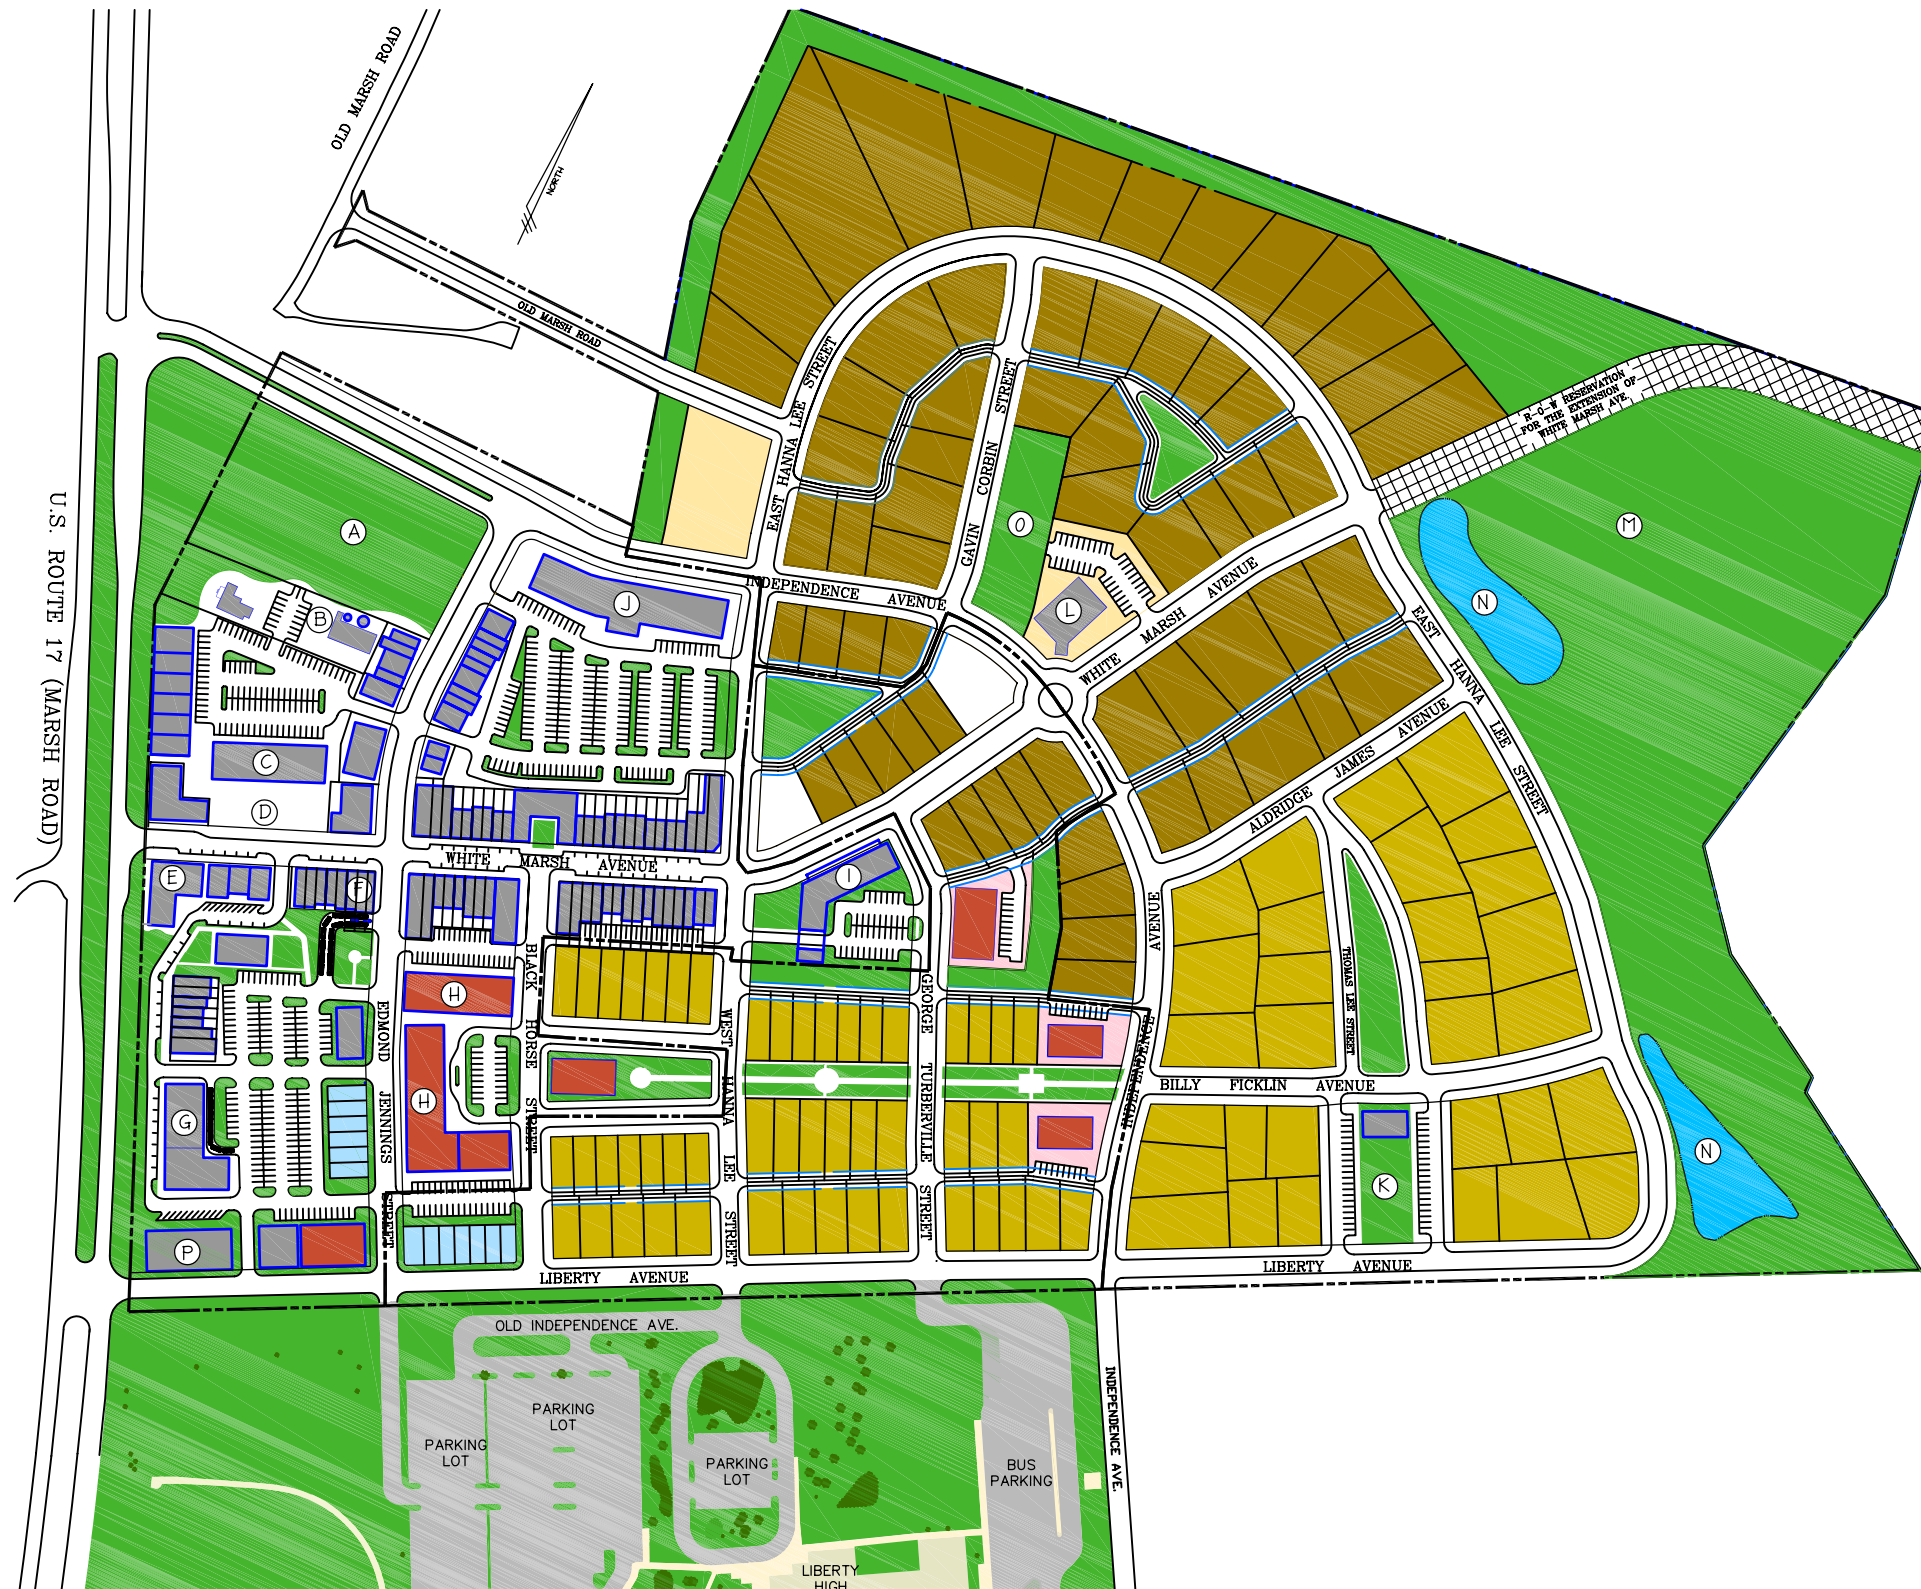 OLD MARSH ROAD
NORTH
OLD MARSH ROAD
EAST HANNA LEE STREET
GAVIN CORBIN STREET
R-O-W RESERVATION
FOR THE EXTENSION OF
WHITE MARSH AVE.
U.S. ROUTE 17 (MARSH ROAD)
A
O
M
INDEPENDENCE AVENUE
J
B
L
N
WHITE MARSH AVENUE
EAST HANNA LEE STREET
C
D
ALDRIDGE JAMES AVENUE
WHITE MARSH AVENUE
E
F
I
INDEPENDENCE AVENUE
THOMAS LEE STREET
H
BLACK HORSE STREET
EDMOND JENNINGS STREET
WEST HANNA LEE STREET
GEORGE TURBERVILLE STREET
BILLY FICKLIN AVENUE
H
G
N
K
P
LIBERTY AVENUE
LIBERTY AVENUE
OLD INDEPENDENCE AVE.
INDEPENDENCE AVE.
PARKING
LOT
PARKING
LOT
PARKING
LOT
BUS
PARKING
LIBERTY
HIGH